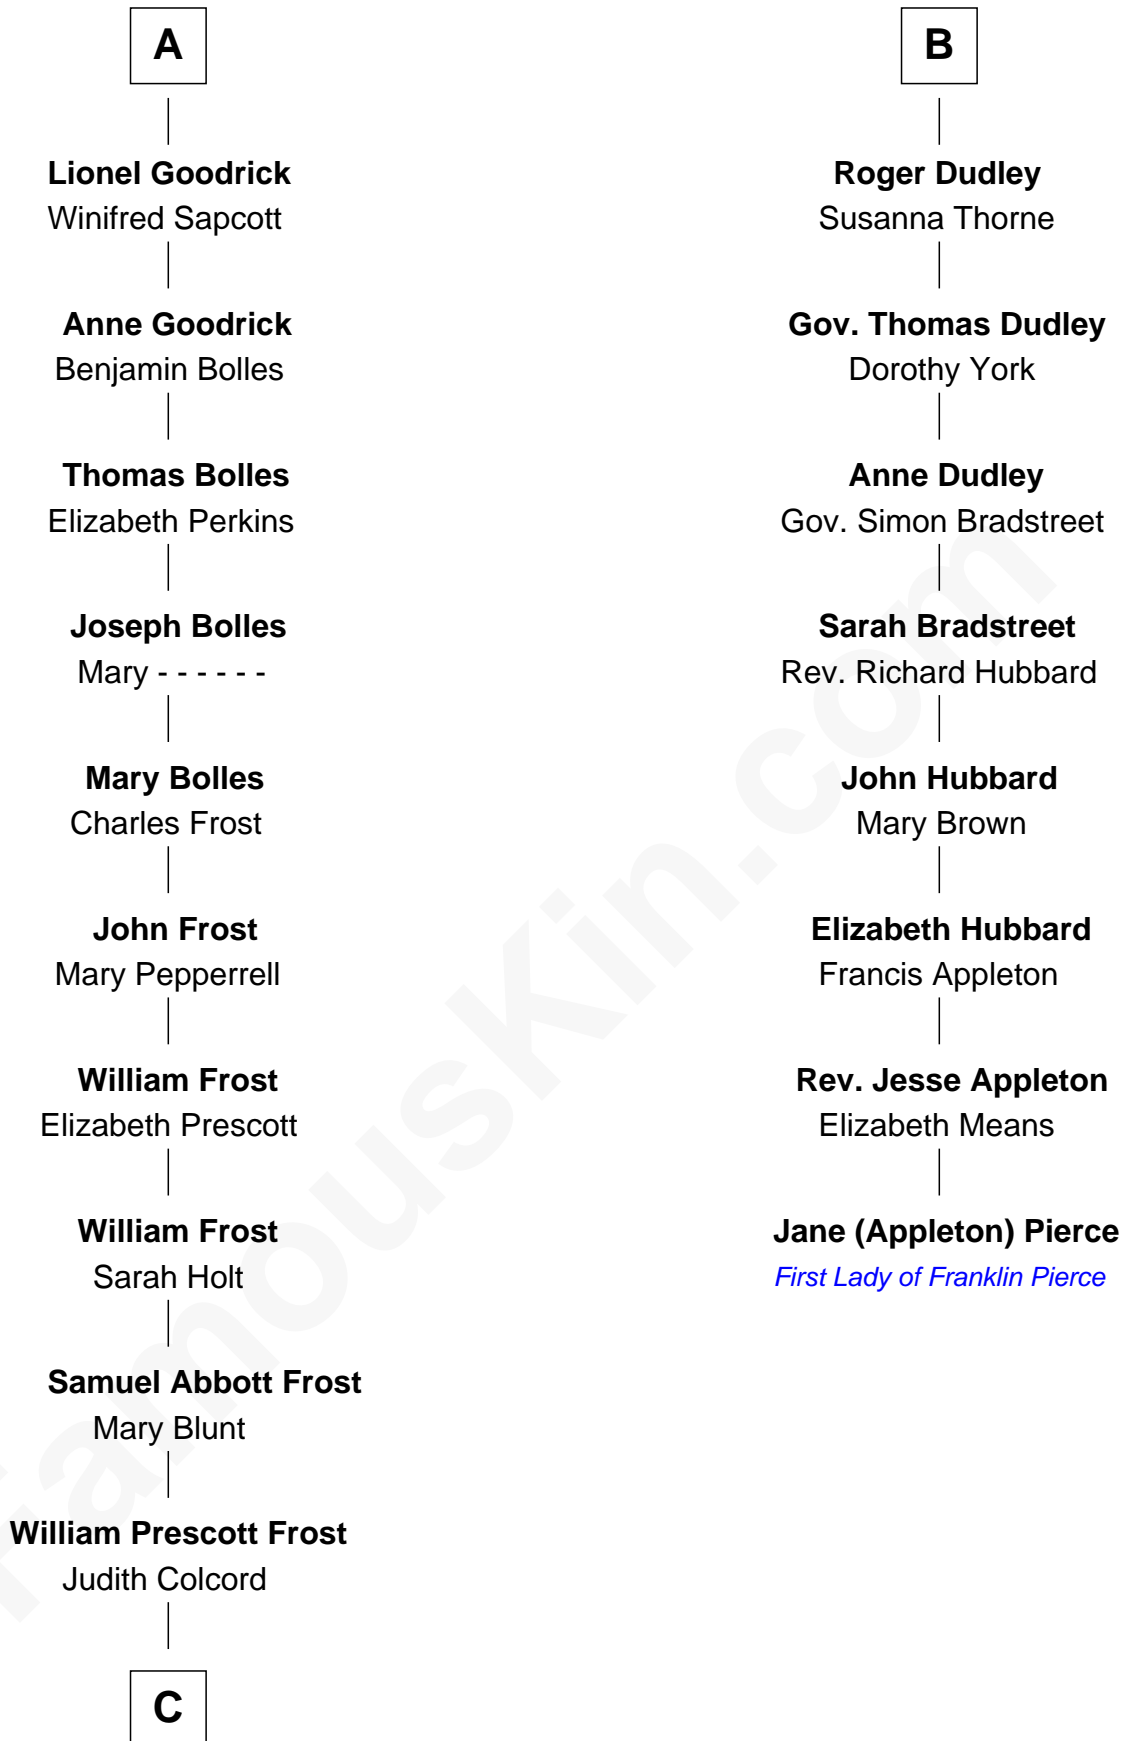 A
Lionel Goodrick
Winifred Sapcott
Anne Goodrick
Benjamin Bolles
Thomas Bolles
Elizabeth Perkins
Joseph Bolles
Mary - - - - - -
Mary Bolles
Charles Frost
John Frost
Mary Pepperrell
William Frost
Elizabeth Prescott
William Frost
Sarah Holt
Samuel Abbott Frost
Mary Blunt
William Prescott Frost
Judith Colcord
C
B
Roger Dudley
Susanna Thorne
Gov. Thomas Dudley
Dorothy York
Anne Dudley
Gov. Simon Bradstreet
Sarah Bradstreet
Rev. Richard Hubbard
John Hubbard
Mary Brown
Elizabeth Hubbard
Francis Appleton
Rev. Jesse Appleton
Elizabeth Means
Jane (Appleton) Pierce
First Lady of Franklin Pierce
FamousKin.com